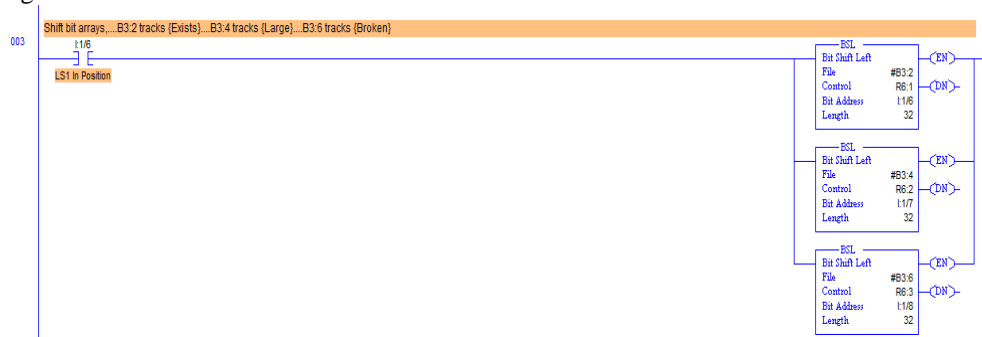 Shift bit arrays,....B3:2 tracks {Exists}....B3:4 tracks {Large}....B3:6 tracks {Broken}
003
I:1/6
LS1 In Position
BSL
Bit Shift Left
File #B3:2
Control R6:1
Bit Address I:1/6
Length 32
(EN)
(DN)
BSL
Bit Shift Left
File #B3:4
Control R6:2
Bit Address I:1/7
Length 32
(EN)
(DN)
BSL
Bit Shift Left
File #B3:6
Control R6:3
Bit Address I:1/8
Length 32
(EN)
(DN)